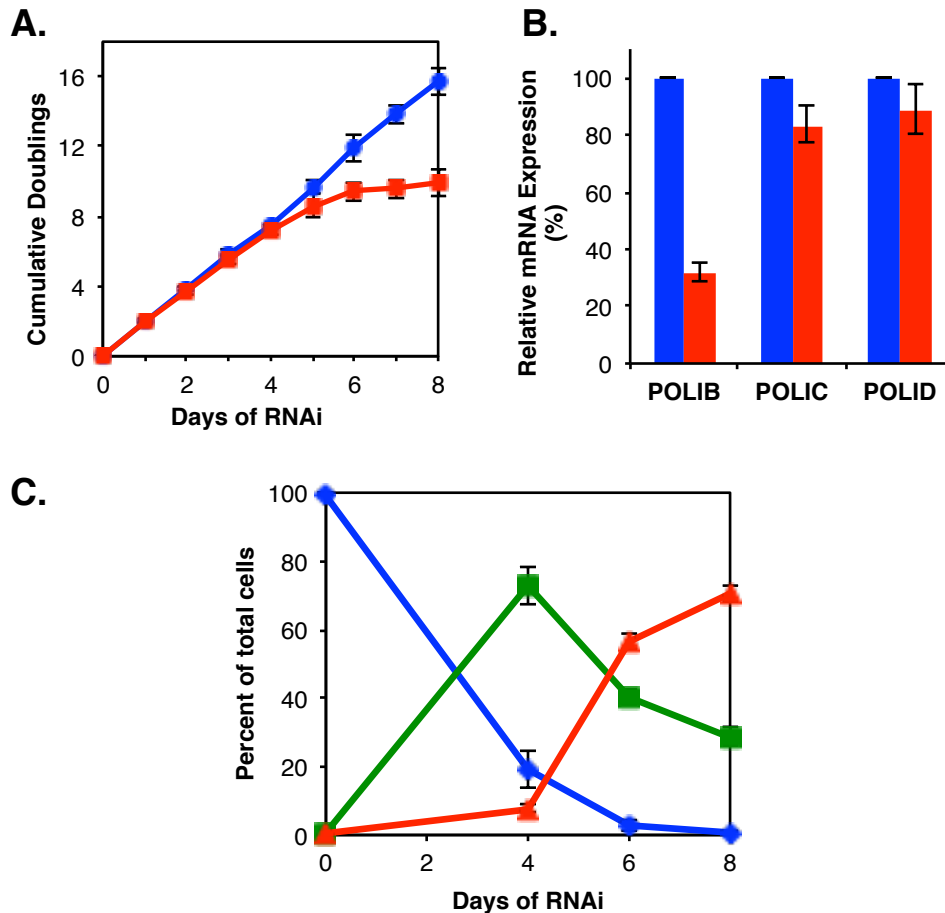 A.
Cumulative Doublings
16
12
8
4
0
0 2 4 6 8
Days of RNAi
B.
Relative mRNA Expression
(%)
100
80
60
40
20
0
POLIB POLIC POLID
C.
Percent of total cells
100
80
60
40
20
0
0 2 4 6 8
Days of RNAi